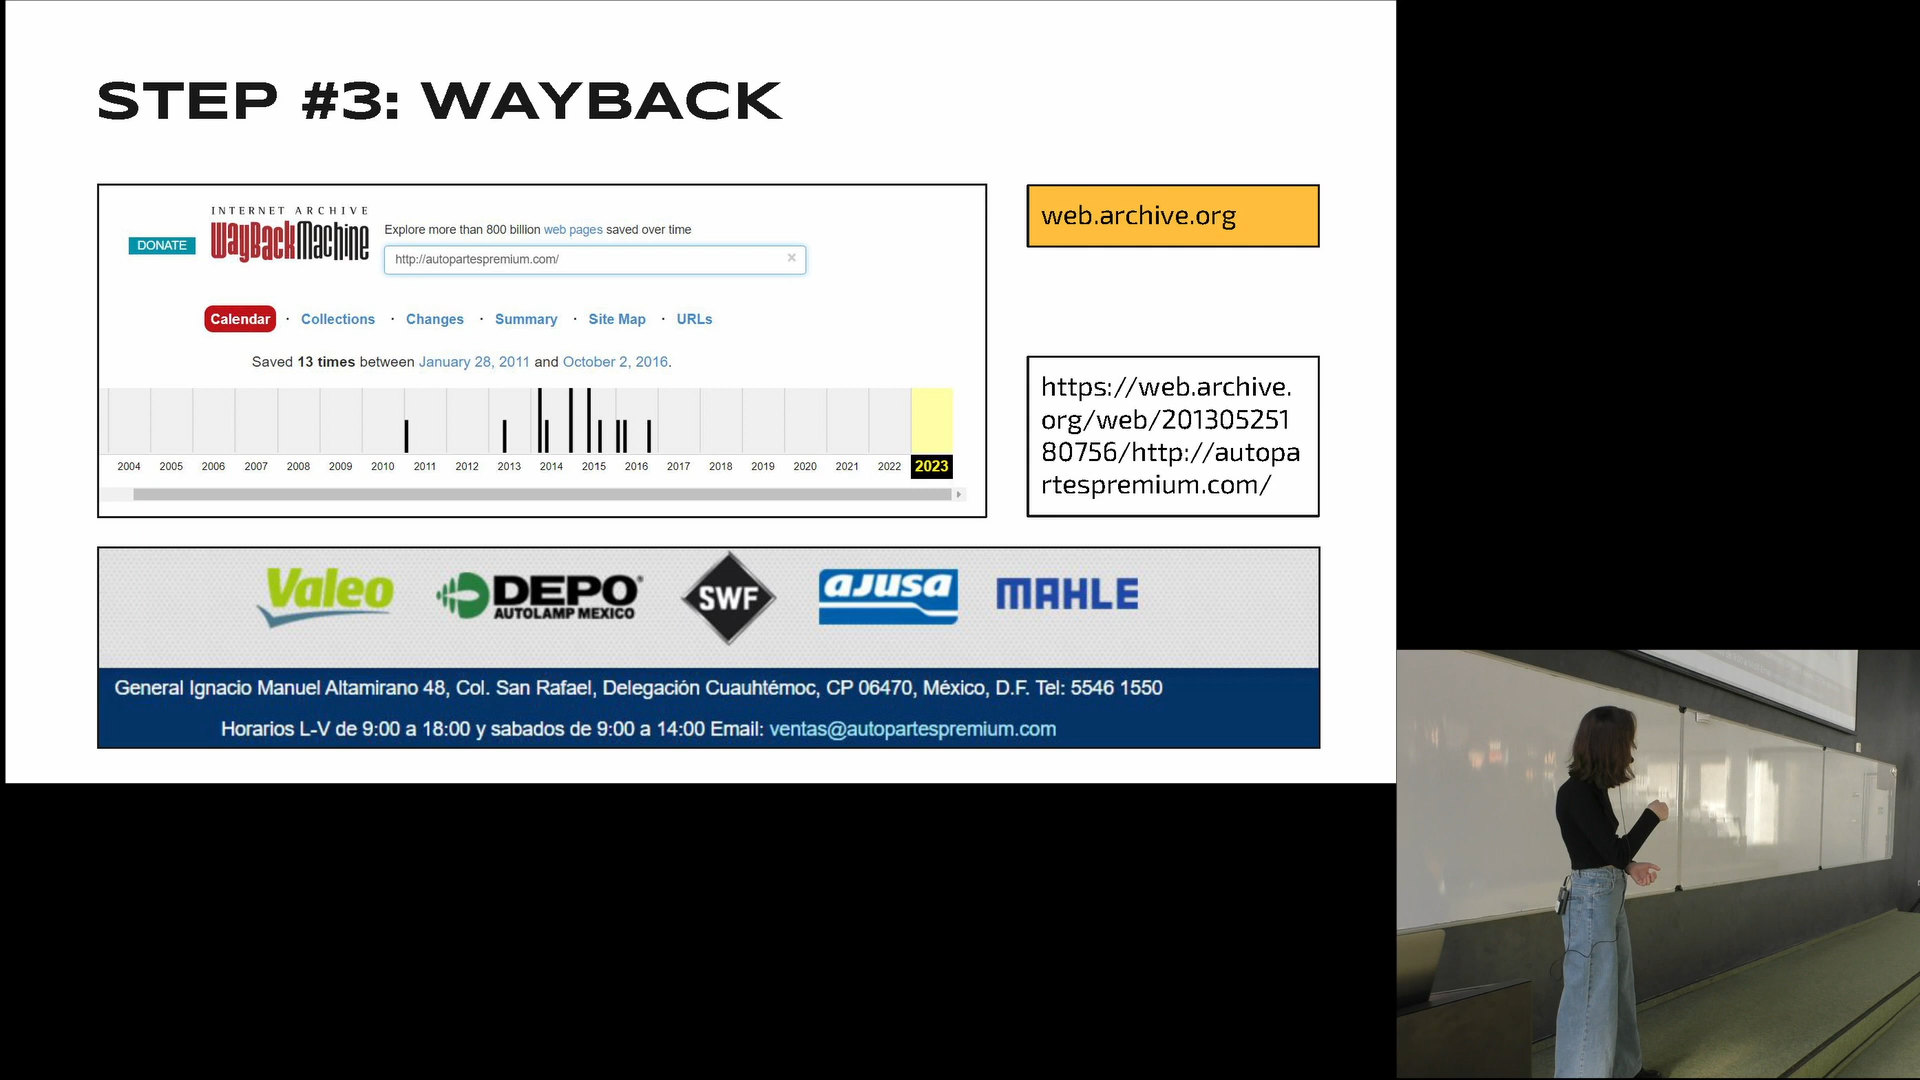 STEP #3: WAYBACK
INTERNET ARCHIVE
WayBackMachine
DONATE
Explore more than 800 billion web pages saved over time
http://autopartespremium.com/ ×
Calendar · Collections · Changes · Summary · Site Map · URLs
Saved 13 times between January 28, 2011 and October 2, 2016.
2004 2005 2006 2007 2008 2009 2010 2011 2012 2013 2014 2015 2016 2017 2018 2019 2020 2021 2022 2023
web.archive.org
https://web.archive.
org/web/201305251
80756/http://autopa
rtespremium.com/
Valeo
DEPO®
AUTOLAMP MEXICO
SWF
ajusa
MAHLE
General Ignacio Manuel Altamirano 48, Col. San Rafael, Delegación Cuauhtémoc, CP 06470, México, D.F. Tel: 5546 1550
Horarios L-V de 9:00 a 18:00 y sabados de 9:00 a 14:00 Email: ventas@autopartespremium.com